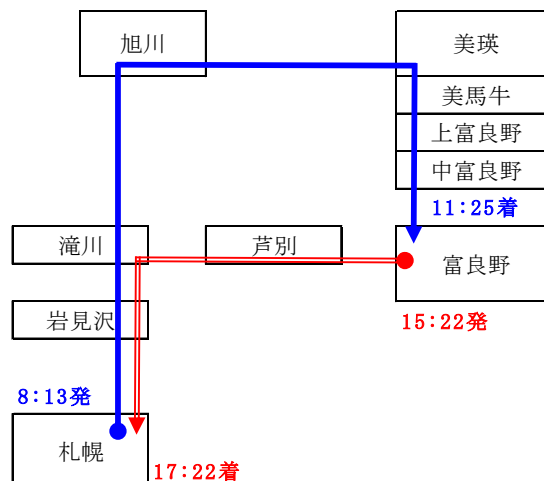 旭川
美瑛
美馬牛
上富良野
中富良野
11:25着
滝川
芦別
富良野
岩見沢
15:22発
8:13発
札幌
17:22着